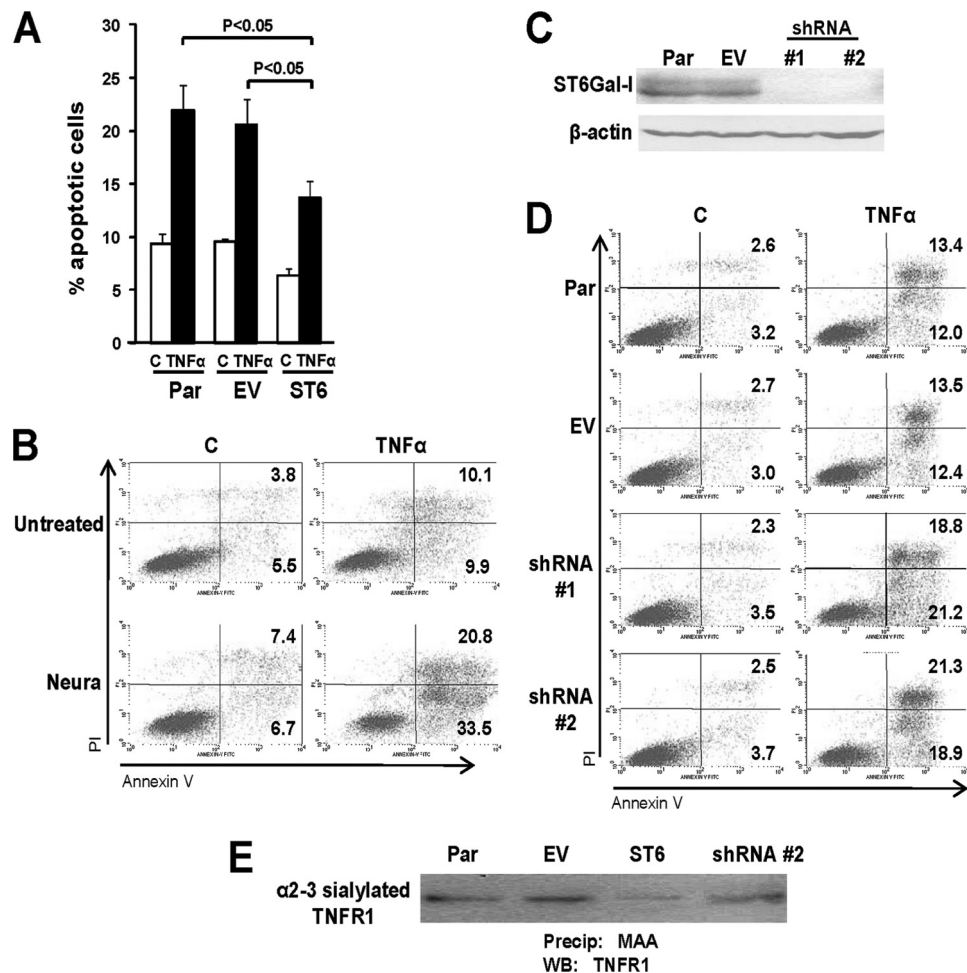 A
% apoptotic cells
30
25
20
15
10
5
0
P<0.05
P<0.05
C TNFα C TNFα C TNFα
Par EV ST6
B
C TNFα
Untreated
3.8
5.5
10.1
9.9
Neura
7.4
6.7
20.8
33.5
PI
ANNEXIN-V FITC
Annexin V
C
shRNA
Par EV #1 #2
ST6Gal-I
β-actin
D
C TNFα
Par
2.6
3.2
13.4
12.0
EV
2.7
3.0
13.5
12.4
shRNA
#1
2.3
3.5
18.8
21.2
shRNA
#2
2.5
3.7
21.3
18.9
PI
ANNEXIN-V FITC
Annexin V
E
Par EV ST6 shRNA #2
α2-3 sialylated
TNFR1
Precip: MAA
WB: TNFR1